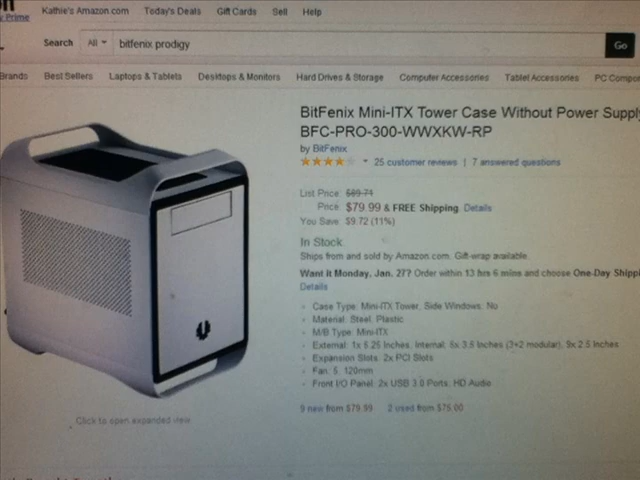 Prime
Kathie's Amazon.com Today's Deals Gift Cards Sell Help
Search All bitfenix prodigy Go
Brands Best Sellers Laptops & Tablets Desktops & Monitors Hard Drives & Storage Computer Accessories Tablet Accessories PC
BitFenix Mini-ITX Tower Case Without Power Supply
BFC-PRO-300-WWXKW-RP
by BitFenix
25 customer reviews | 7 answered questions
List Price: $89.71
Price: $79.99 & FREE Shipping. Details
You Save: $9.72 (11%)
In Stock.
Ships from and sold by Amazon.com. Gift-wrap available.
Want it Monday, Jan. 27? Order within 13 hrs 6 mins and choose One-Day Shippi
Details
Case Type: Mini-ITX Tower, Side Windows: No
Material: Steel, Plastic
M/B Type: Mini-ITX
External: 1x 5.25 Inches, Internal: 5x 3.5 Inches (3+2 modular), 9x 2.5 Inches
Expansion Slots: 2x PCI Slots
Fan: 5, 120mm
Front I/O Panel: 2x USB 3.0 Ports, HD Audio
9 new from $79.99 2 used from $75.00
Click to open expanded view